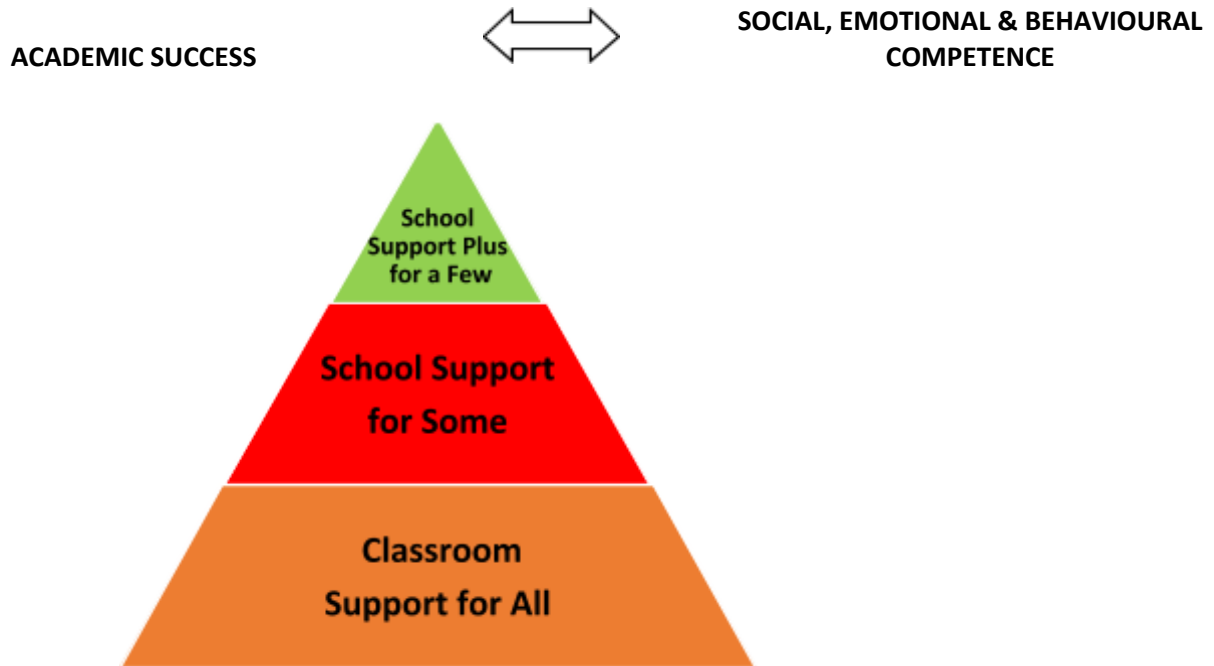 ACADEMIC SUCCESS
SOCIAL, EMOTIONAL & BEHAVIOURAL
COMPETENCE
School
Support Plus
for a Few
School Support
for Some
Classroom
Support for All